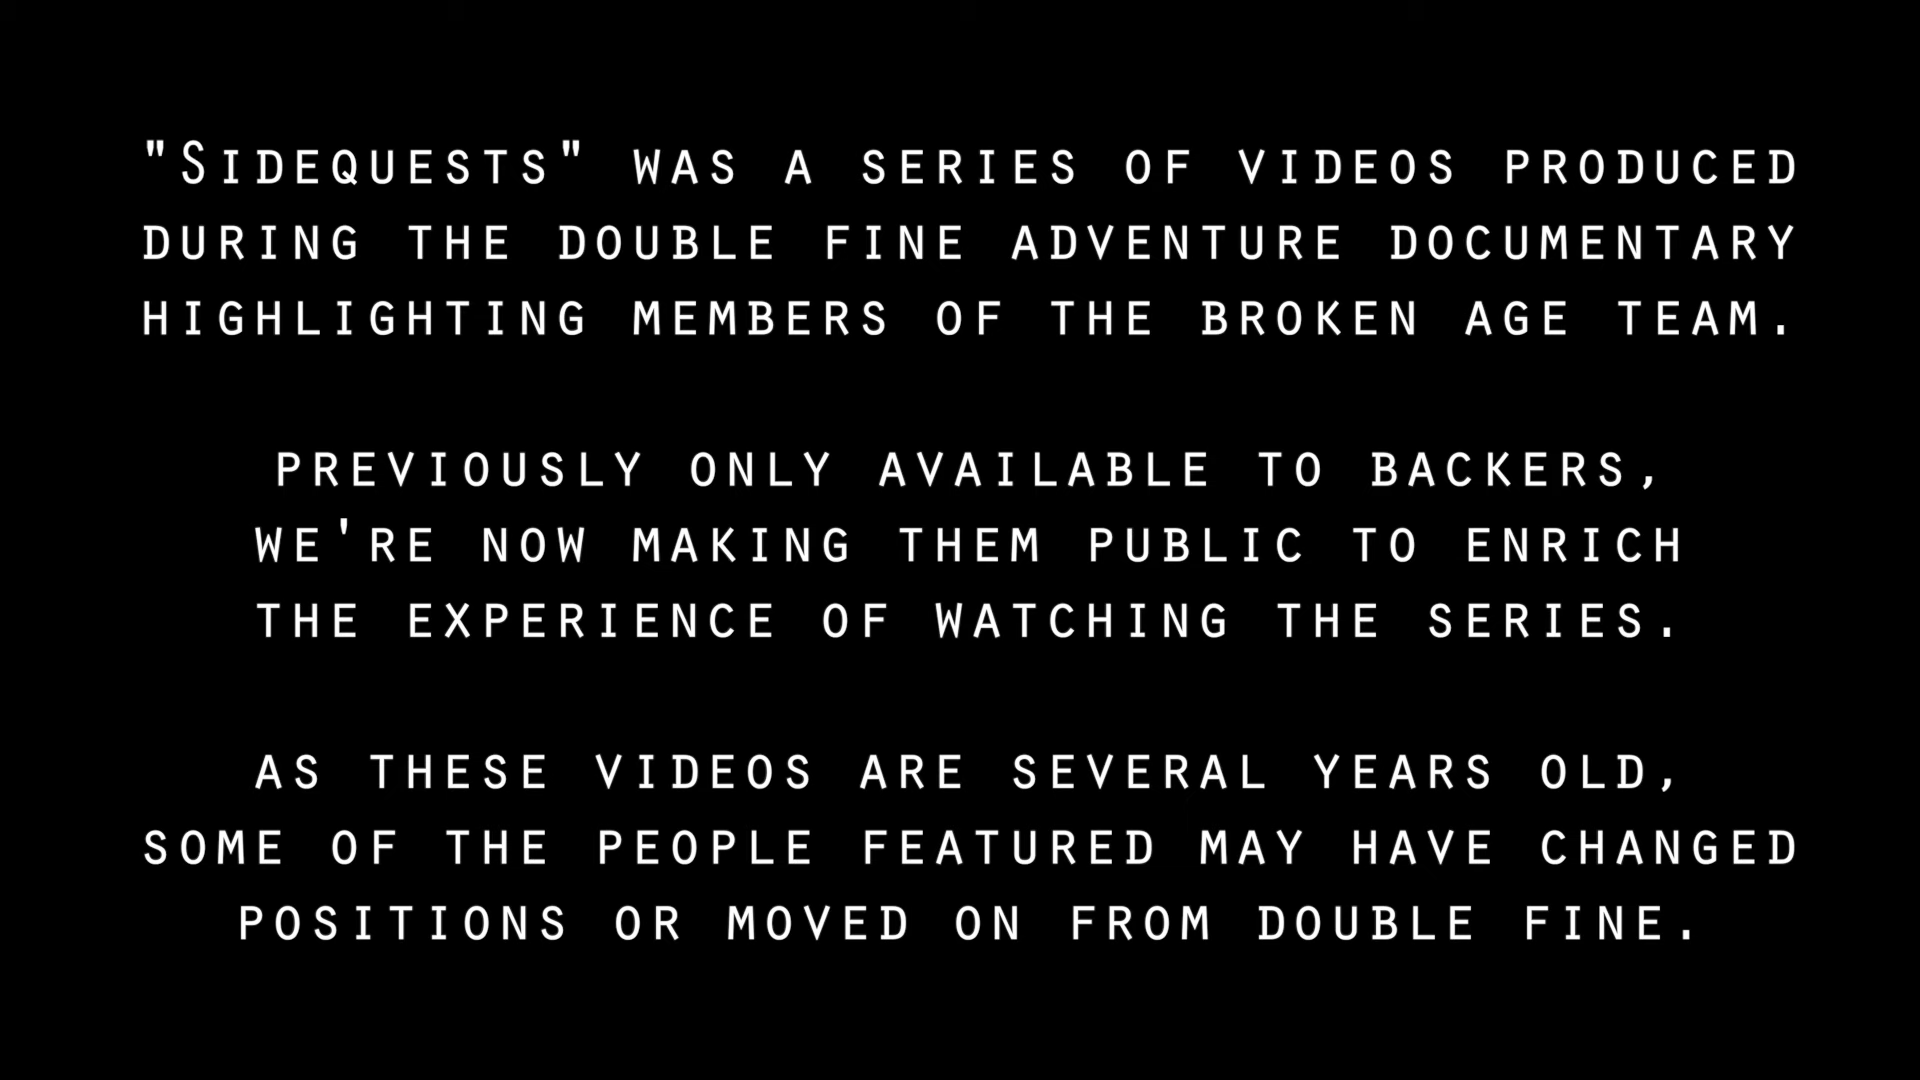 "Sidequests" was a series of videos produced
during the double fine adventure documentary
highlighting members of the broken age team.
previously only available to backers,
we're now making them public to enrich
the experience of watching the series.
as these videos are several years old,
some of the people featured may have changed
positions or moved on from double fine.